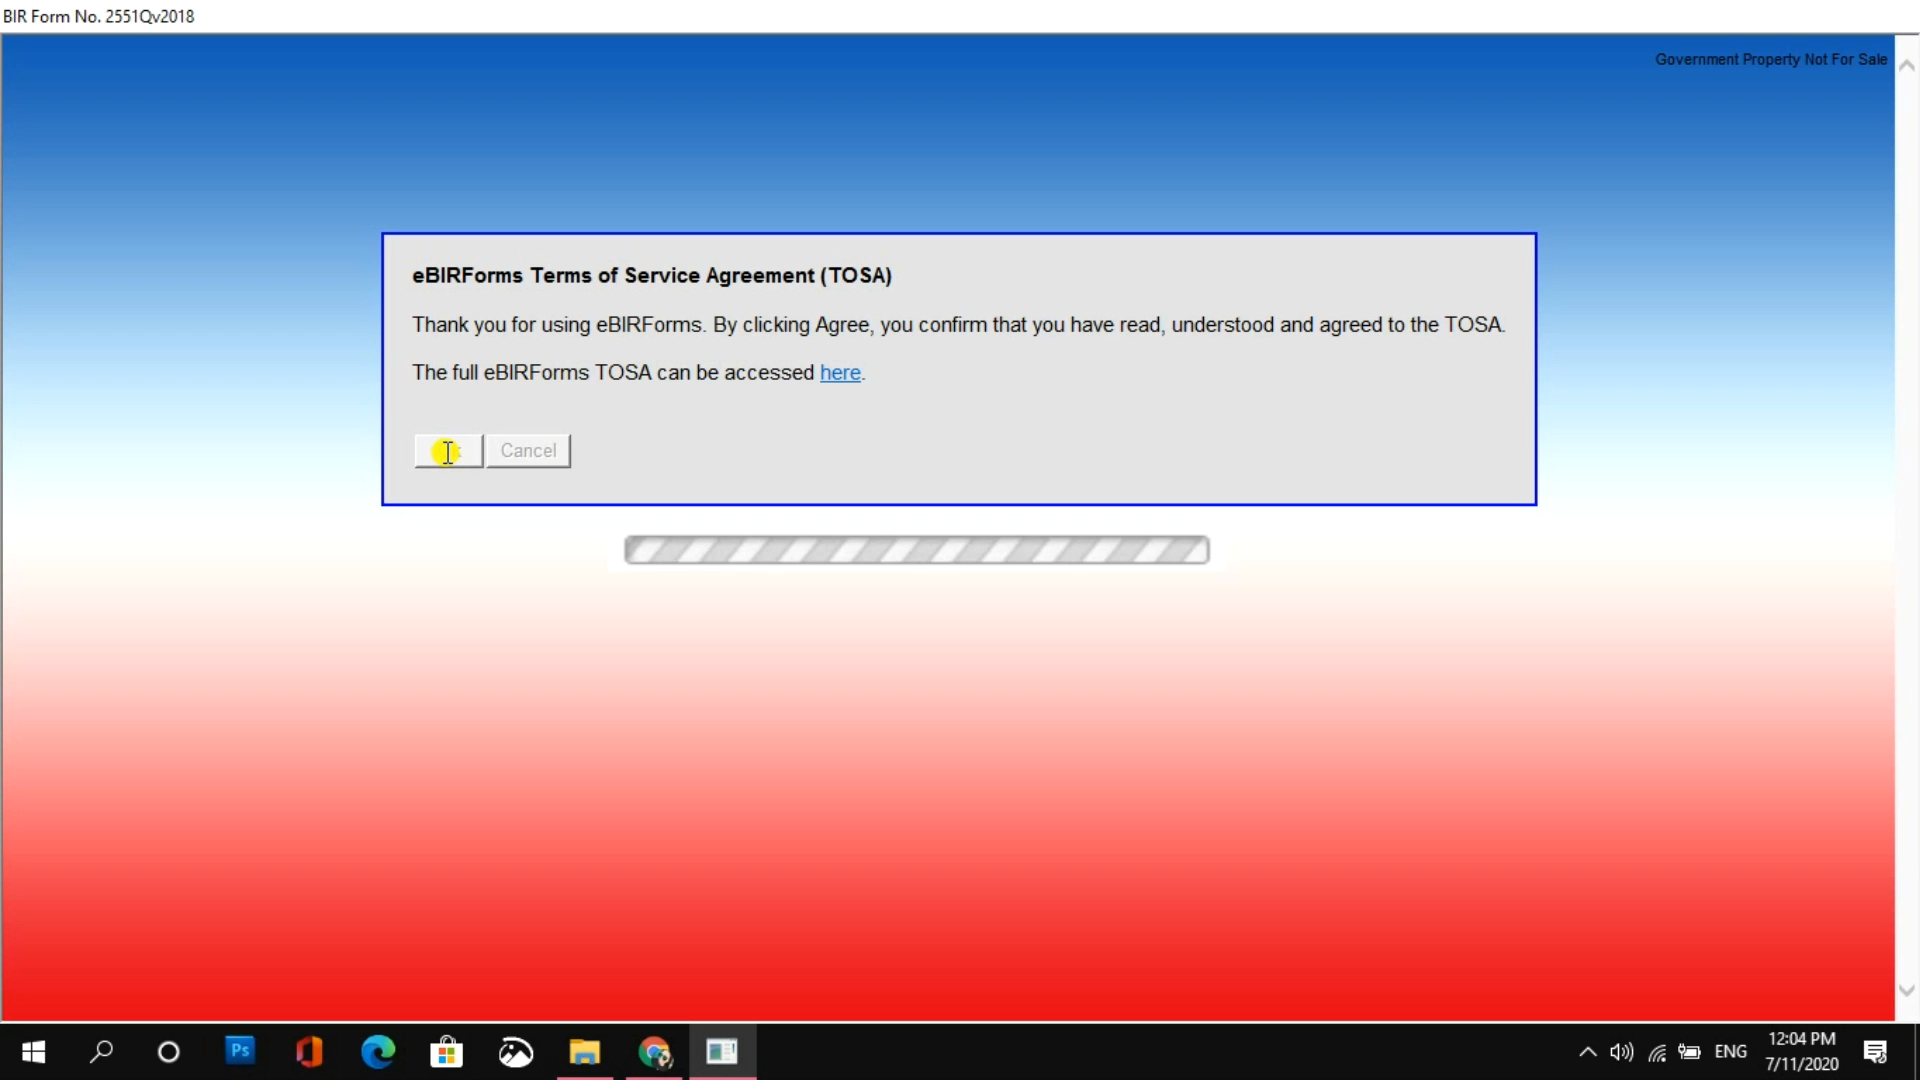 BIR Form No. 2551Qv2018
Government Property Not For Sale
eBIRForms Terms of Service Agreement (TOSA)
Thank you for using eBIRForms. By clicking Agree, you confirm that you have read, understood and agreed to the TOSA.
The full eBIRForms TOSA can be accessed here.
Cancel
Ps
ENG
12:04 PM
7/11/2020